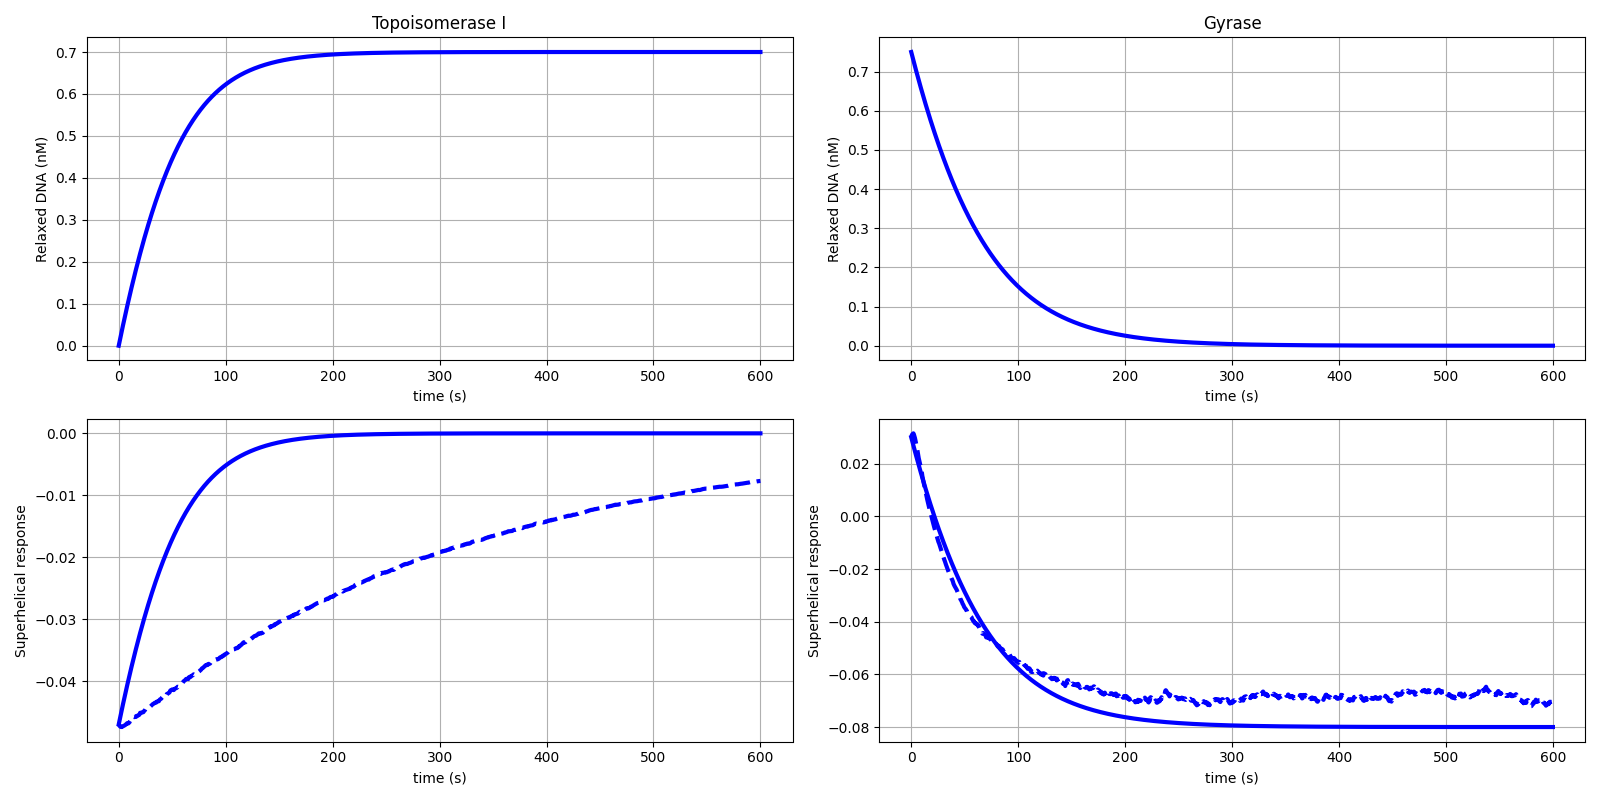 Topoisomerase I
Relaxed DNA (nM)
0.7
0.6
0.5
0.4
0.3
0.2
0.1
0.0
0 100 200 300 400 500 600
time (s)
Gyrase
Relaxed DNA (nM)
0.7
0.6
0.5
0.4
0.3
0.2
0.1
0.0
0 100 200 300 400 500 600
time (s)
Superhelical response
0.00
−0.01
−0.02
−0.03
−0.04
0 100 200 300 400 500 600
time (s)
Superhelical response
0.02
0.00
−0.02
−0.04
−0.06
−0.08
0 100 200 300 400 500 600
time (s)